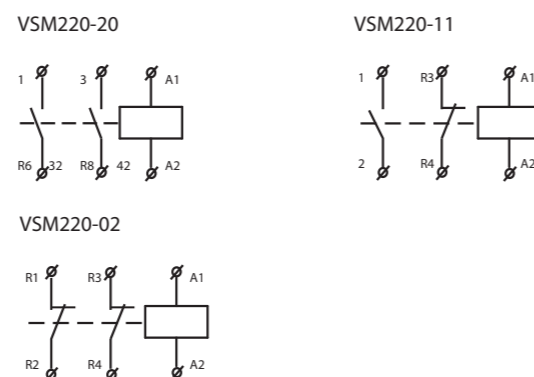 VSM220-20
VSM220-11
1 3 A1
R6 32 R8 42 A2
1 R3 A1
2 R4 A2
VSM220-02
R1 R3 A1
R2 R4 A2